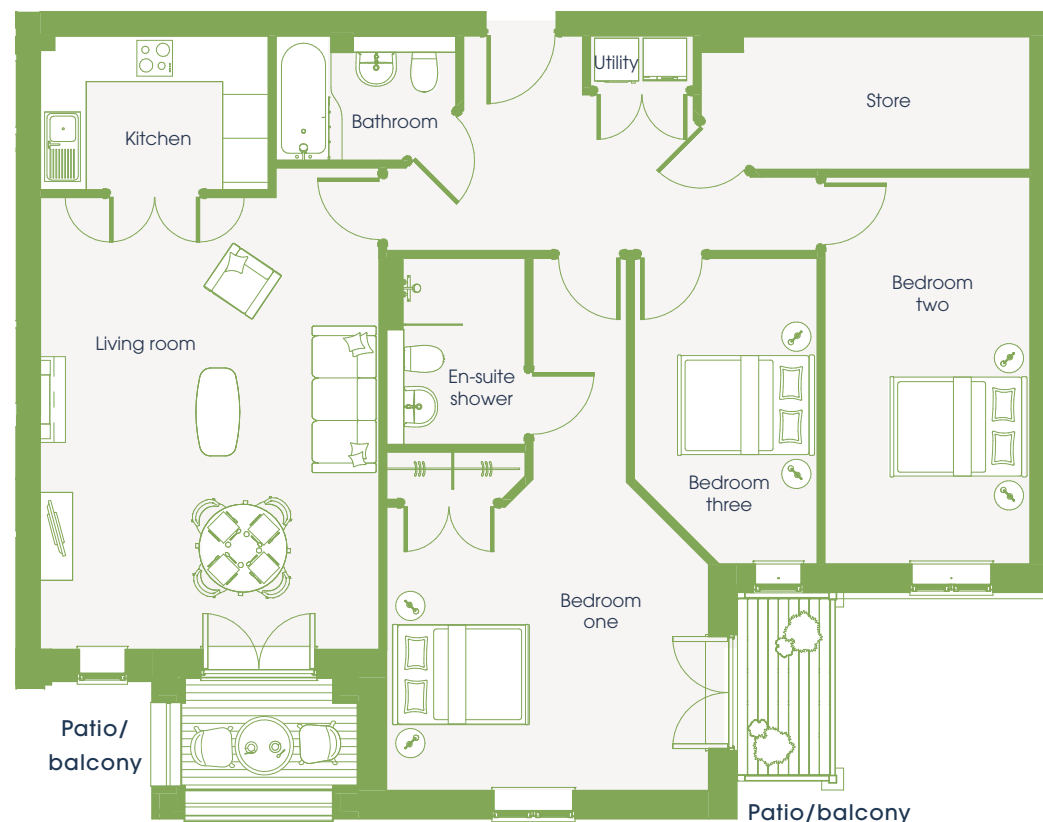 Utility
Store
Bathroom
Kitchen
Bedroom
two
Living room
En-suite
shower
Bedroom
three
Bedroom
one
Patio/
balcony
Patio/balcony